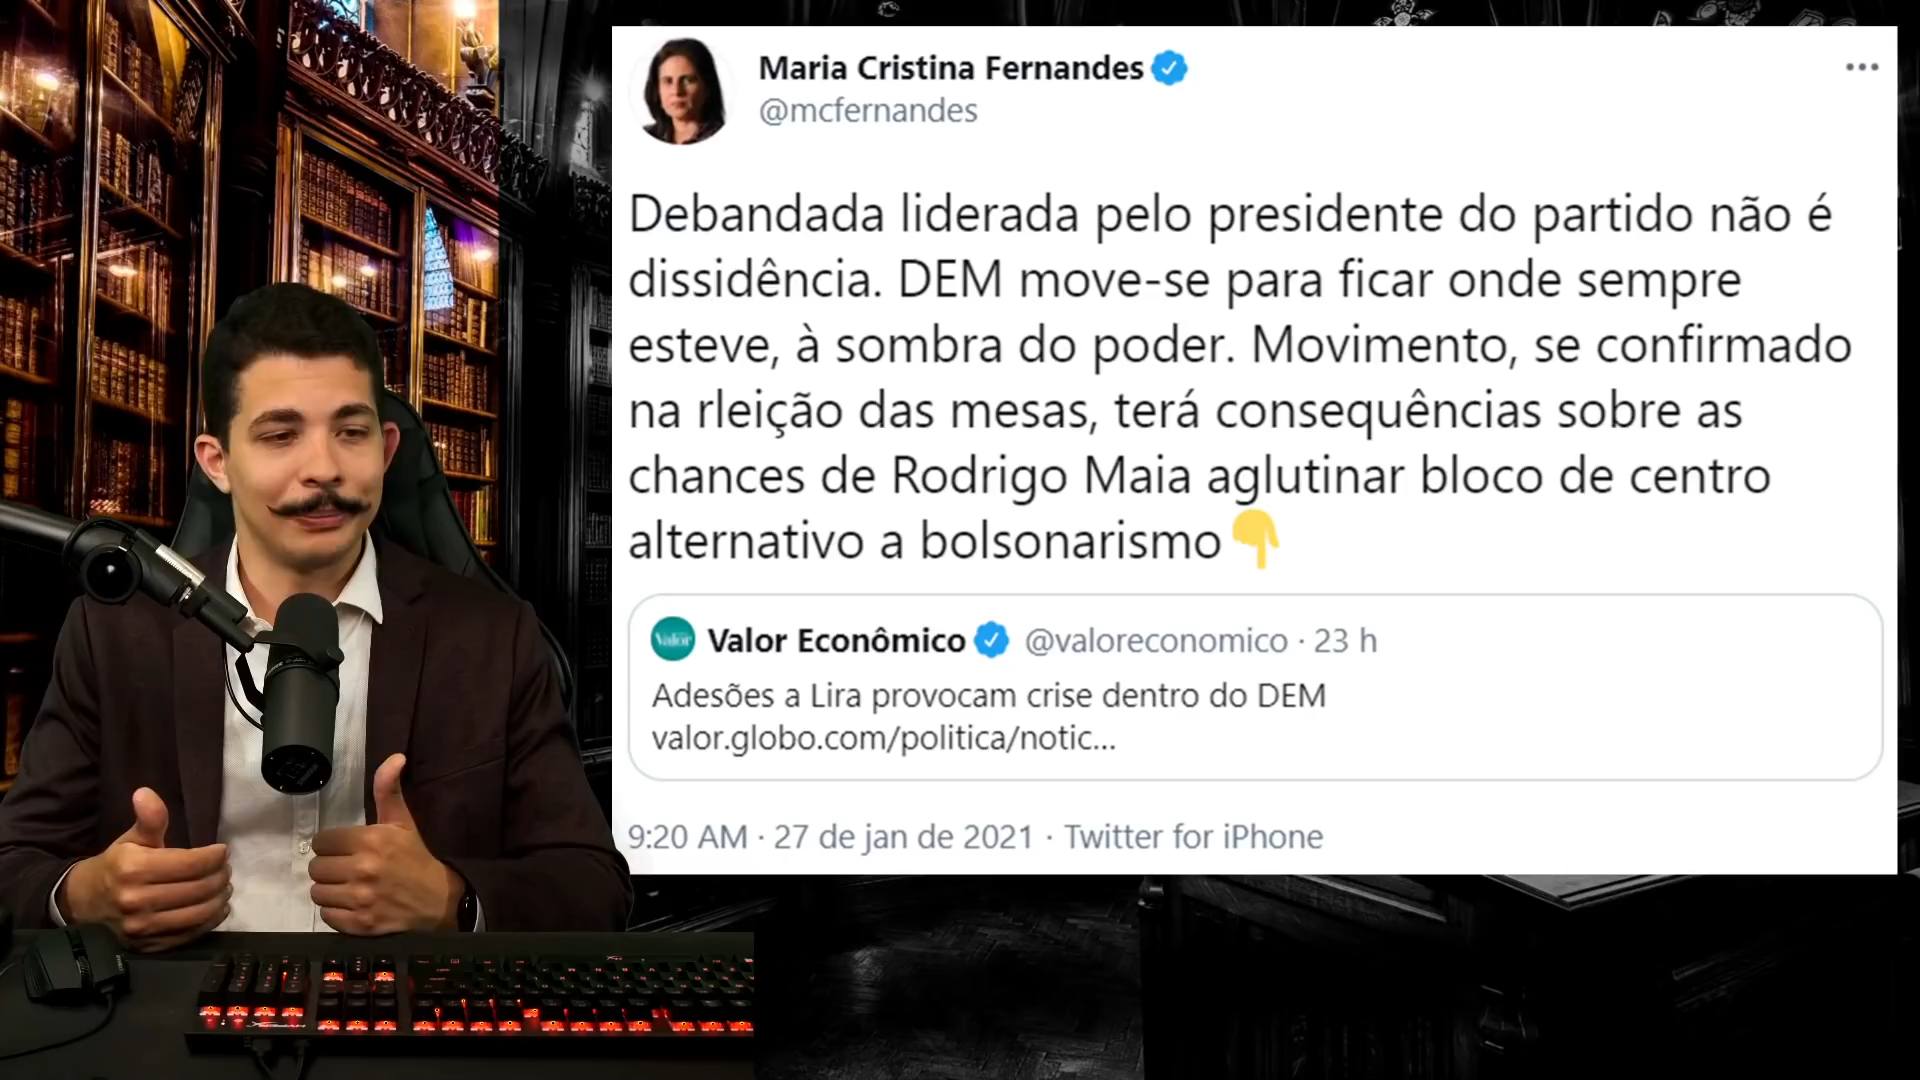 Maria Cristina Fernandes
@mcfernandes
Debandada liderada pelo presidente do partido não é
dissidência. DEM move-se para ficar onde sempre
esteve, à sombra do poder. Movimento, se confirmado
na rleição das mesas, terá consequências sobre as
chances de Rodrigo Maia aglutinar bloco de centro
alternativo a bolsonarismo👇
Valor
Valor Econômico @valoreconomico · 23 h
Adesões a Lira provocam crise dentro do DEM
valor.globo.com/politica/notic...
9:20 AM · 27 de jan de 2021 · Twitter for iPhone